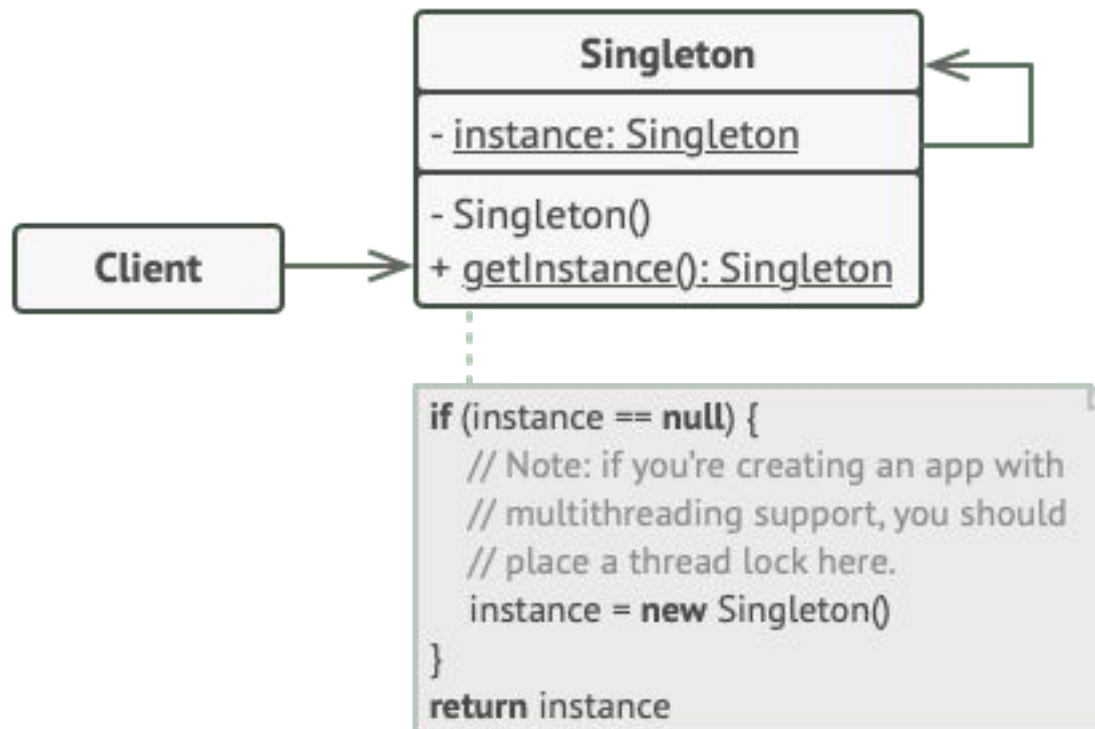 Singleton
- instance: Singleton
- Singleton()
+ getInstance(): Singleton
Client
if (instance == null) {
// Note: if you're creating an app with
// multithreading support, you should
// place a thread lock here.
instance = new Singleton()
}
return instance